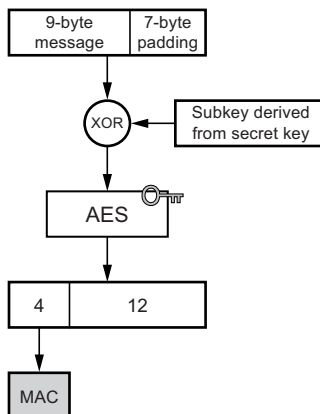 9-byte
message
7-byte
padding
XOR
Subkey derived
from secret key
AES
4
12
MAC